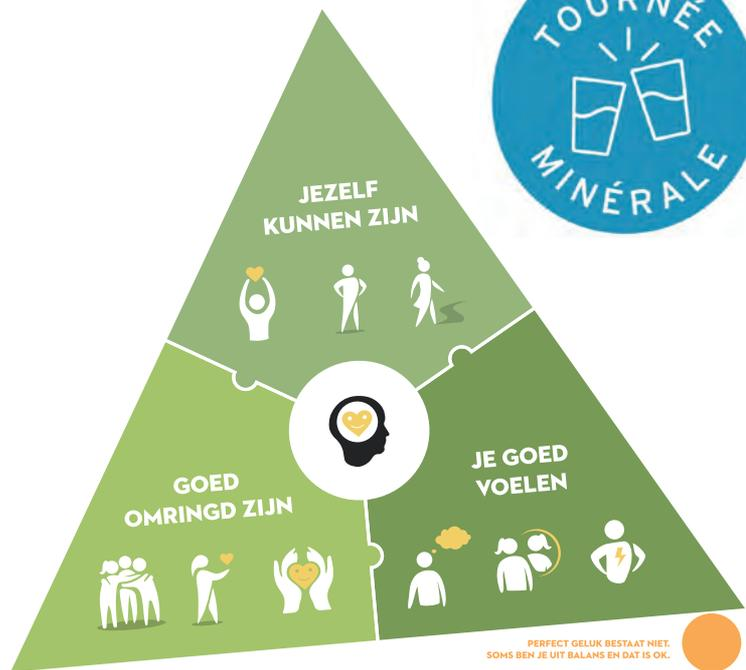 TOURNÉE
MINÉRALE
JEZELF
KUNNEN ZIJN
GOED
OMRINGD ZIJN
JE GOED
VOELEN
PERFECT GELUK BESTAAT NIET.
SOMS BEN JE UIT BALANS EN DAT IS OK.